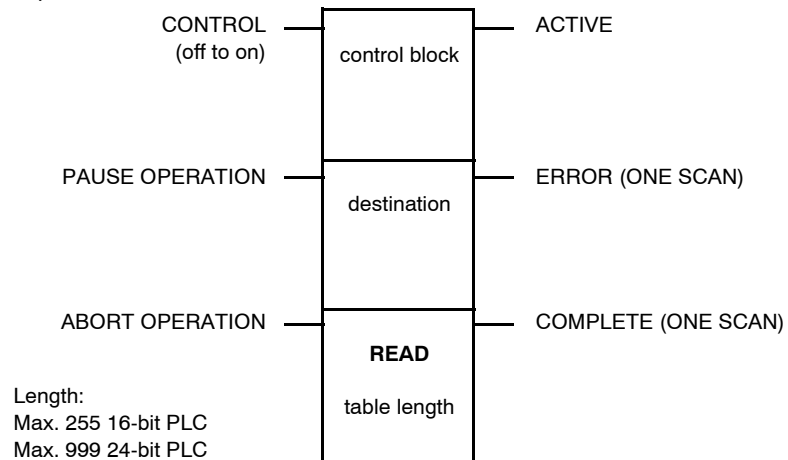 CONTROL
(off to on)
control block
ACTIVE
PAUSE OPERATION
destination
ERROR (ONE SCAN)
ABORT OPERATION
READ
table length
COMPLETE (ONE SCAN)
Length:
Max. 255 16-bit PLC
Max. 999 24-bit PLC